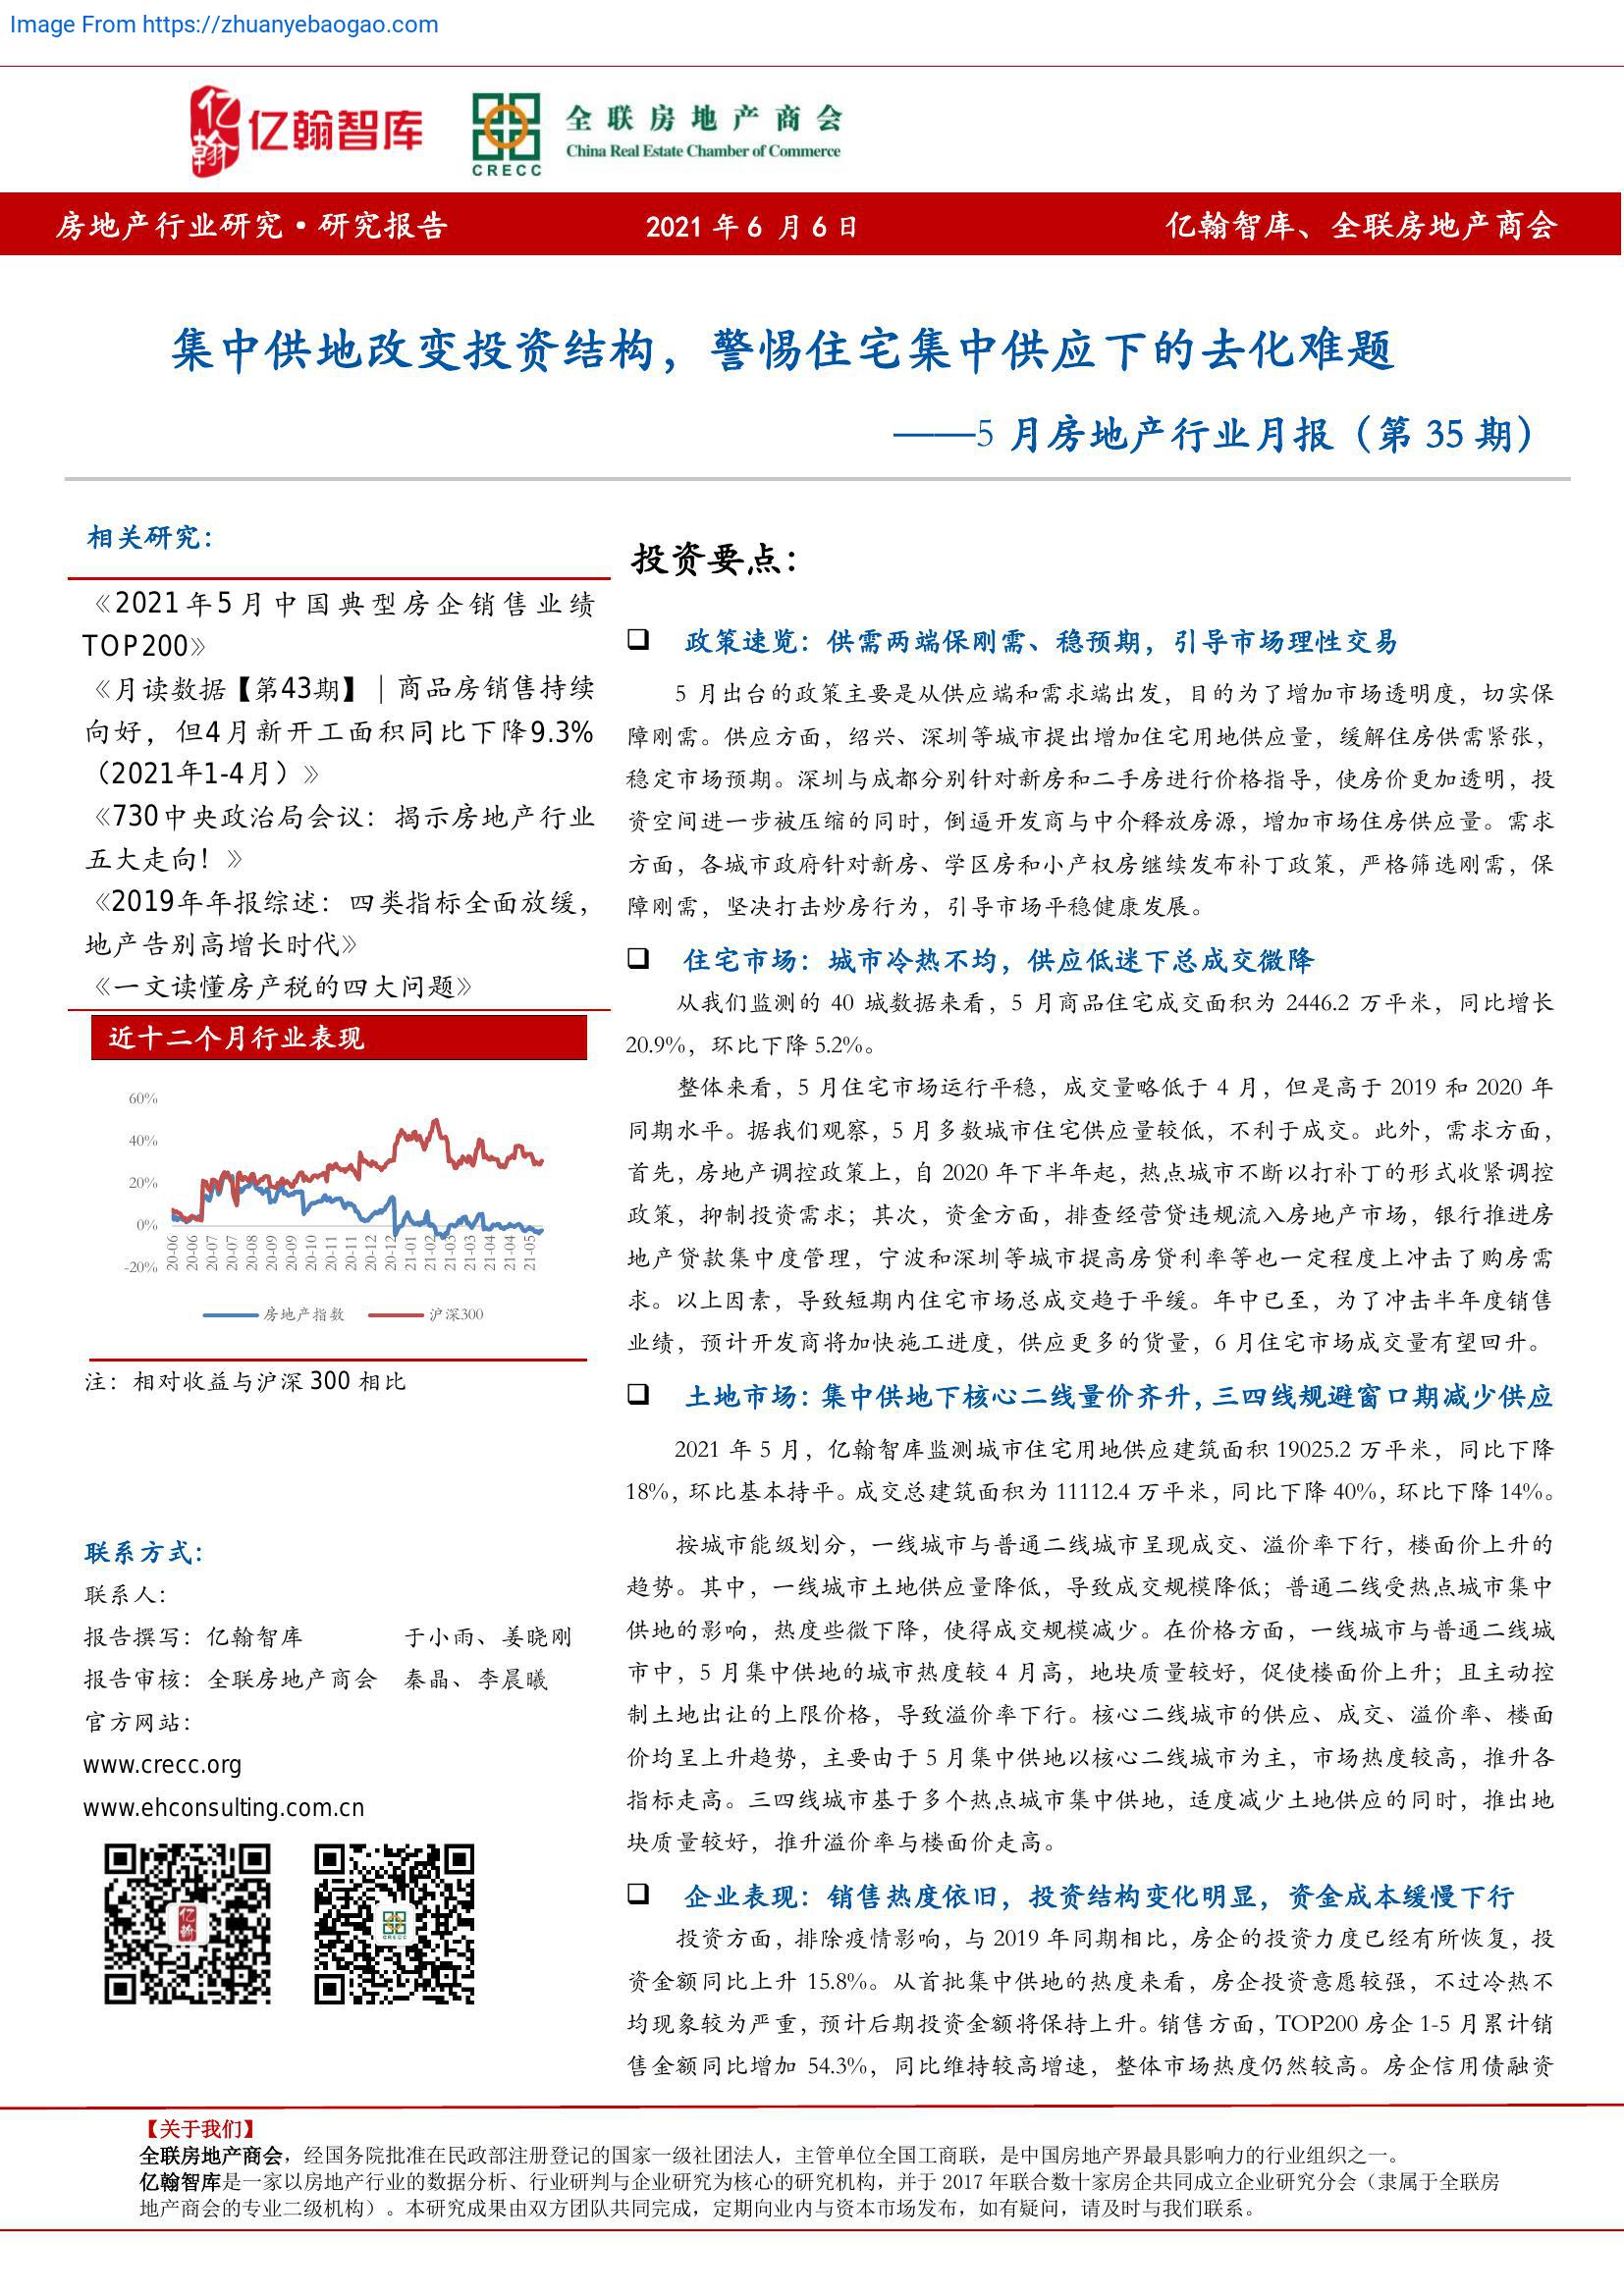 Image From https://zhuanyebaogao.com
亿翰
亿翰智库
CRECC
全联房地产商会
China Real Estate Chamber of Commerce
房地产行业研究·研究报告
2021 年 6 月 6 日
亿翰智库、全联房地产商会
集中供地改变投资结构，警惕住宅集中供应下的去化难题
——5 月房地产行业月报（第 35 期）
相关研究：
《2021年5月中国典型房企销售业绩
TOP200》
《月读数据【第43期】｜商品房销售持续
向好，但4月新开工面积同比下降9.3%
（2021年1-4月）》
《730中央政治局会议：揭示房地产行业
五大走向！》
《2019年年报综述：四类指标全面放缓，
地产告别高增长时代》
《一文读懂房产税的四大问题》
近十二个月行业表现
60%
40%
20%
0%
-20%
20-06
20-06
20-07
20-07
20-08
20-09
20-09
20-10
20-11
20-11
20-12
20-12
21-01
21-02
21-03
21-03
21-04
21-04
21-05
房地产指数
沪深300
注：相对收益与沪深 300 相比
联系方式：
联系人：
报告撰写：亿翰智库 于小雨、姜晓刚
报告审核：全联房地产商会 秦晶、李晨曦
官方网站：
www.crecc.org
www.ehconsulting.com.cn
亿翰
CRECC
投资要点：
❑ 政策速览：供需两端保刚需、稳预期，引导市场理性交易
5 月出台的政策主要是从供应端和需求端出发，目的为了增加市场透明度，切实保
障刚需。供应方面，绍兴、深圳等城市提出增加住宅用地供应量，缓解住房供需紧张，
稳定市场预期。深圳与成都分别针对新房和二手房进行价格指导，使房价更加透明，投
资空间进一步被压缩的同时，倒逼开发商与中介释放房源，增加市场住房供应量。需求
方面，各城市政府针对新房、学区房和小产权房继续发布补丁政策，严格筛选刚需，保
障刚需，坚决打击炒房行为，引导市场平稳健康发展。
❑ 住宅市场：城市冷热不均，供应低迷下总成交微降
从我们监测的 40 城数据来看，5 月商品住宅成交面积为 2446.2 万平米，同比增长
20.9%，环比下降 5.2%。
整体来看，5 月住宅市场运行平稳，成交量略低于 4 月，但是高于 2019 和 2020 年
同期水平。据我们观察，5 月多数城市住宅供应量较低，不利于成交。此外，需求方面，
首先，房地产调控政策上，自 2020 年下半年起，热点城市不断以打补丁的形式收紧调控
政策，抑制投资需求；其次，资金方面，排查经营贷违规流入房地产市场，银行推进房
地产贷款集中度管理，宁波和深圳等城市提高房贷利率等也一定程度上冲击了购房需
求。以上因素，导致短期内住宅市场总成交趋于平缓。年中已至，为了冲击半年度销售
业绩，预计开发商将加快施工进度，供应更多的货量，6 月住宅市场成交量有望回升。
❑ 土地市场：集中供地下核心二线量价齐升，三四线规避窗口期减少供应
2021 年 5 月，亿翰智库监测城市住宅用地供应建筑面积 19025.2 万平米，同比下降
18%，环比基本持平。成交总建筑面积为 11112.4 万平米，同比下降 40%，环比下降 14%。
按城市能级划分，一线城市与普通二线城市呈现成交、溢价率下行，楼面价上升的
趋势。其中，一线城市土地供应量降低，导致成交规模降低；普通二线受热点城市集中
供地的影响，热度些微下降，使得成交规模减少。在价格方面，一线城市与普通二线城
市中，5 月集中供地的城市热度较 4 月高，地块质量较好，促使楼面价上升；且主动控
制土地出让的上限价格，导致溢价率下行。核心二线城市的供应、成交、溢价率、楼面
价均呈上升趋势，主要由于 5 月集中供地以核心二线城市为主，市场热度较高，推升各
指标走高。三四线城市基于多个热点城市集中供地，适度减少土地供应的同时，推出地
块质量较好，推升溢价率与楼面价走高。
❑ 企业表现：销售热度依旧，投资结构变化明显，资金成本缓慢下行
投资方面，排除疫情影响，与 2019 年同期相比，房企的投资力度已经有所恢复，投
资金额同比上升 15.8%。从首批集中供地的热度来看，房企投资意愿较强，不过冷热不
均现象较为严重，预计后期投资金额将保持上升。销售方面，TOP200 房企 1-5 月累计销
售金额同比增加 54.3%，同比维持较高增速，整体市场热度仍然较高。房企信用债融资
【关于我们】
全联房地产商会，经国务院批准在民政部注册登记的国家一级社团法人，主管单位全国工商联，是中国房地产界最具影响力的行业组织之一。
亿翰智库是一家以房地产行业的数据分析、行业研判与企业研究为核心的研究机构，并于 2017 年联合数十家房企共同成立企业研究分会（隶属于全联房
地产商会的专业二级机构）。本研究成果由双方团队共同完成，定期向业内与资本市场发布，如有疑问，请及时与我们联系。